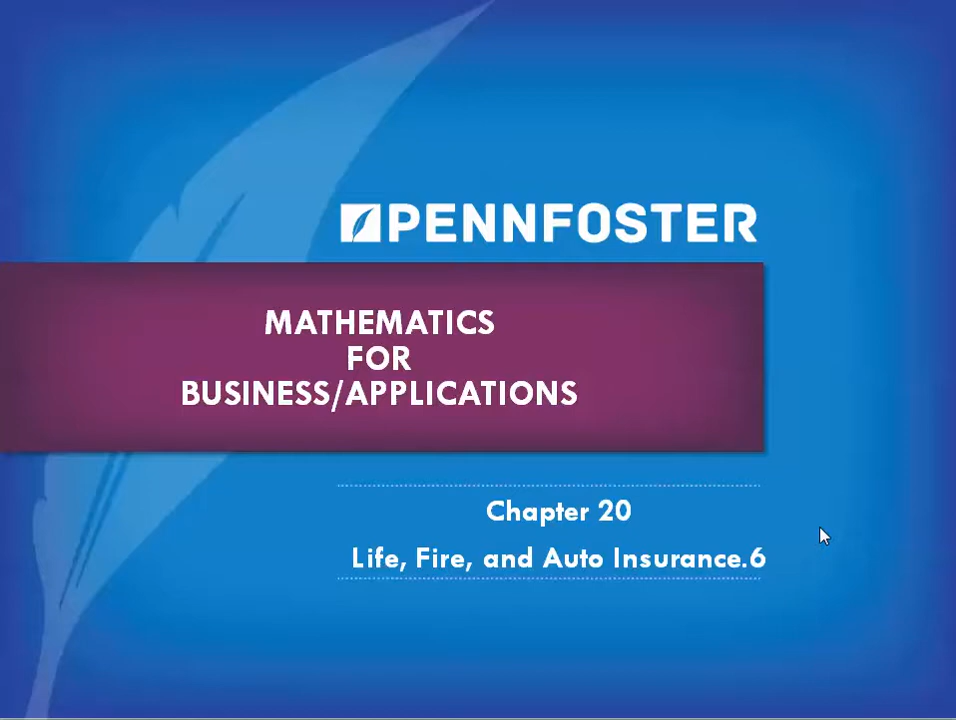 PENNFOSTER
MATHEMATICS
FOR
BUSINESS/APPLICATIONS
Chapter 20
Life, Fire, and Auto Insurance.6